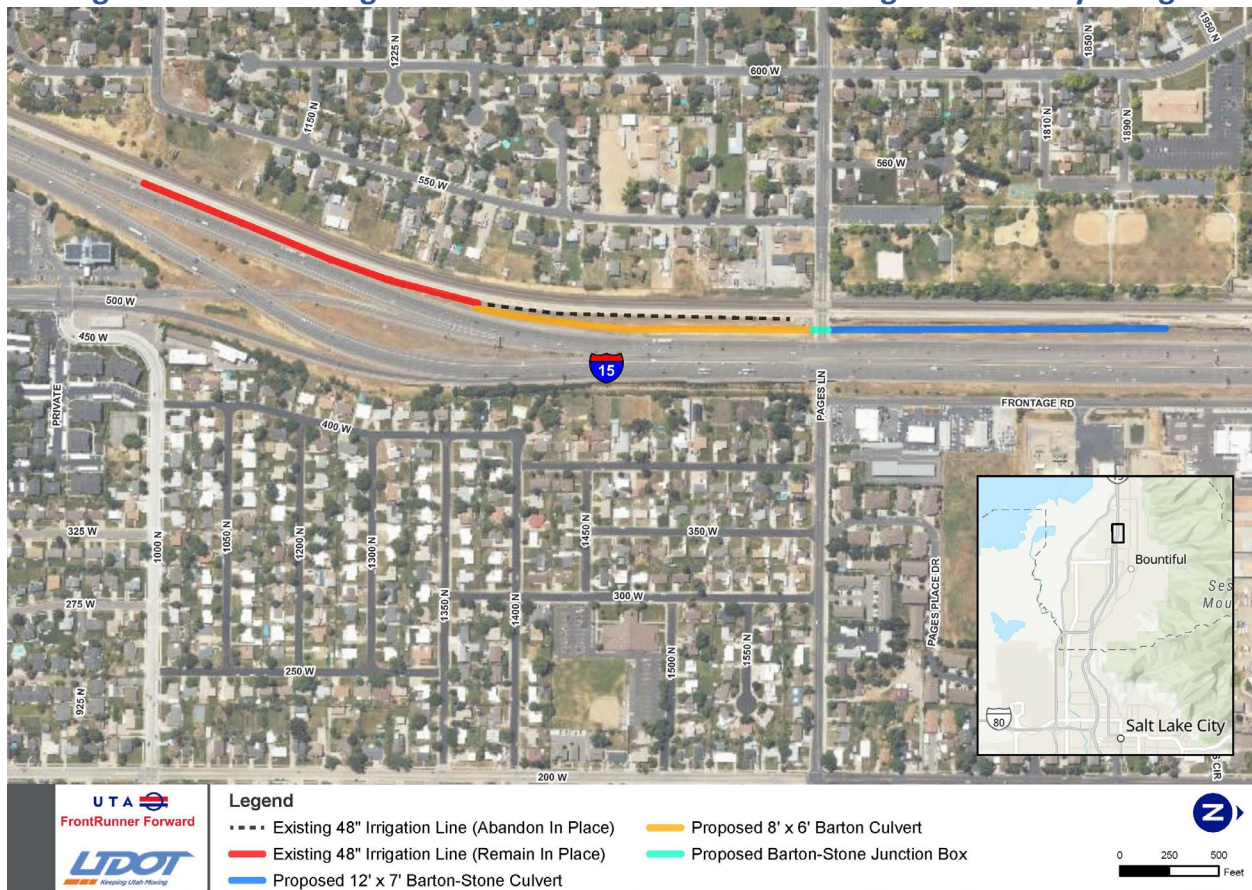 1225 N
1850 N
1950 N
600 W
1150 N
1810 N
1890 N
560 W
550 W
500 W
450 W
15
PAGES LN
FRONTAGE RD
PRIVATE
400 W
325 W
1000 N
1050 N
1200 N
1300 N
1350 N
1400 N
1450 N
350 W
275 W
300 W
PAGES PLACE DR
925 N
250 W
1500 N
1550 N
200 W
S CIR
15
Bountiful
Ses
Mou
80
Salt Lake City
UTA
FrontRunner Forward
UDOT
Keeping Utah Moving
Legend
Existing 48" Irrigation Line (Abandon In Place)
Existing 48" Irrigation Line (Remain In Place)
Proposed 12' x 7' Barton-Stone Culvert
Proposed 8' x 6' Barton Culvert
Proposed Barton-Stone Junction Box
N
0 250 500
Feet